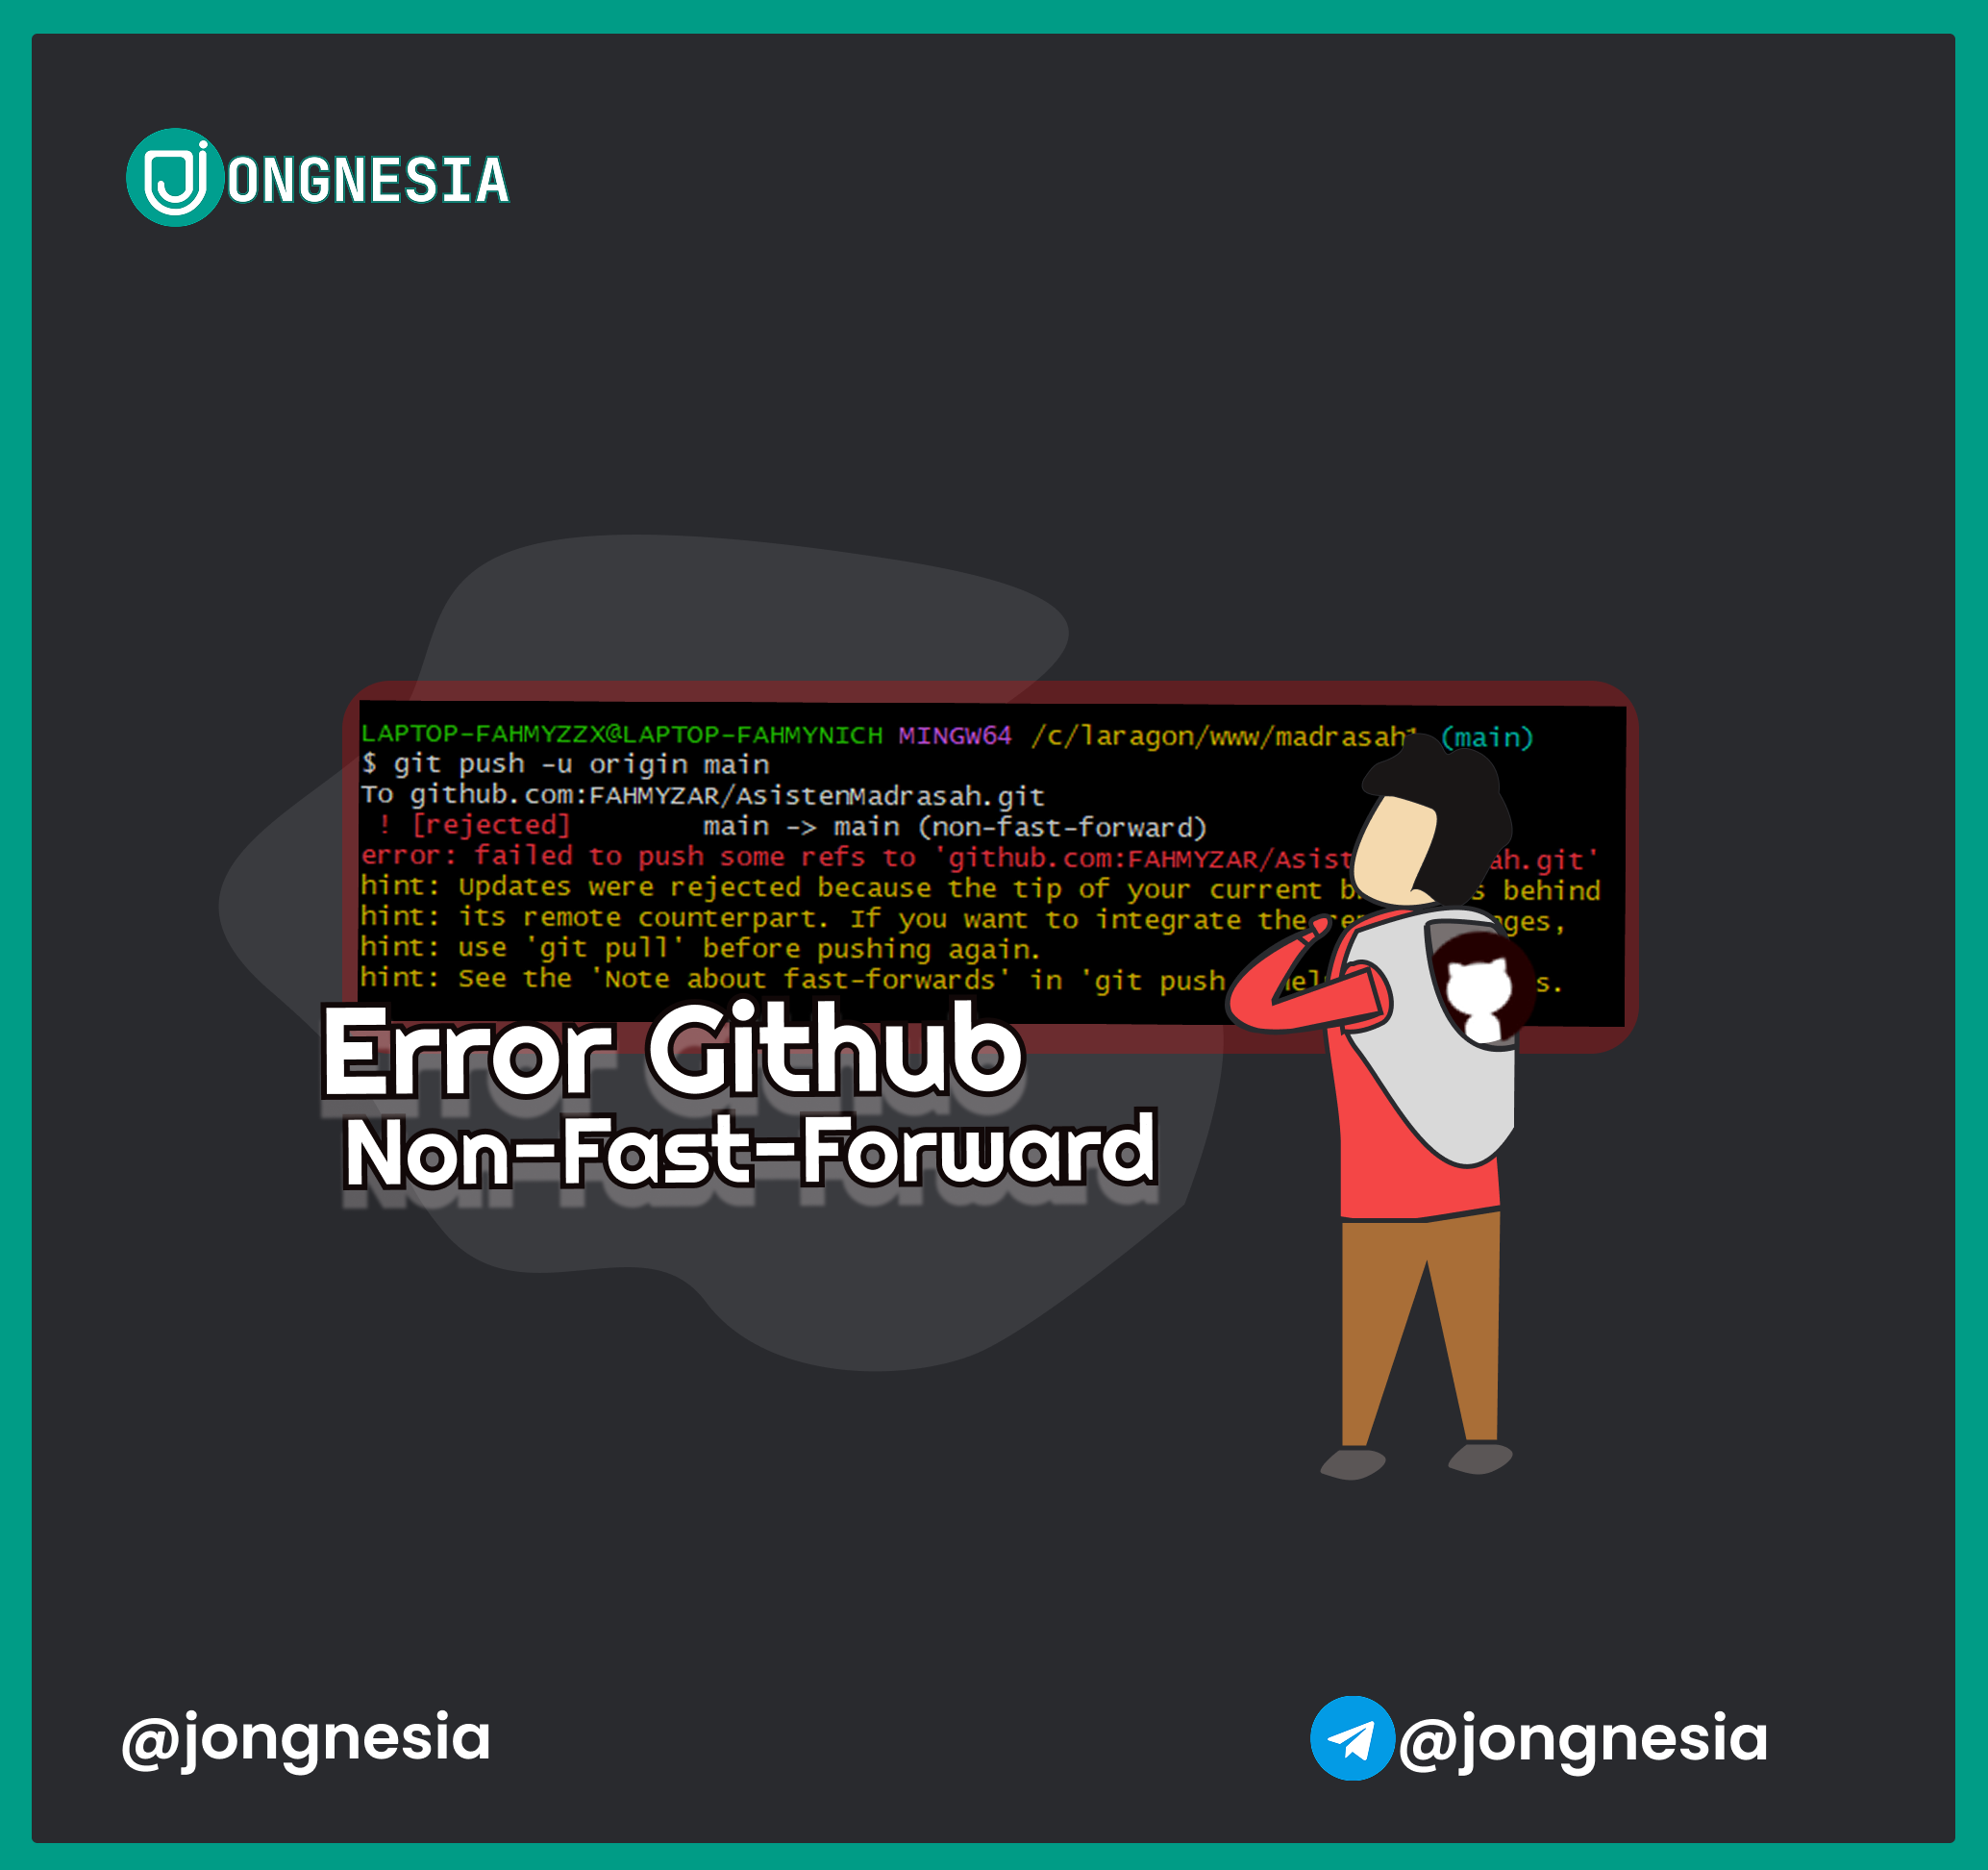 JONGNESIA
LAPTOP-FAHMYZZX@LAPTOP-FAHMYNICH MINGW64 /c/laragon/www/madrasah1 (main)
$ git push -u origin main
To github.com:FAHMYZAR/AsistenMadrasah.git
! [rejected] main -> main (non-fast-forward)
error: failed to push some refs to 'github.com:FAHMYZAR/Asist ah.git'
hint: Updates were rejected because the tip of your current b s behind
hint: its remote counterpart. If you want to integrate the re ges,
hint: use 'git pull' before pushing again.
hint: See the 'Note about fast-forwards' in 'git push hel s.
Error Github
Non-Fast-Forward
@jongnesia
@jongnesia